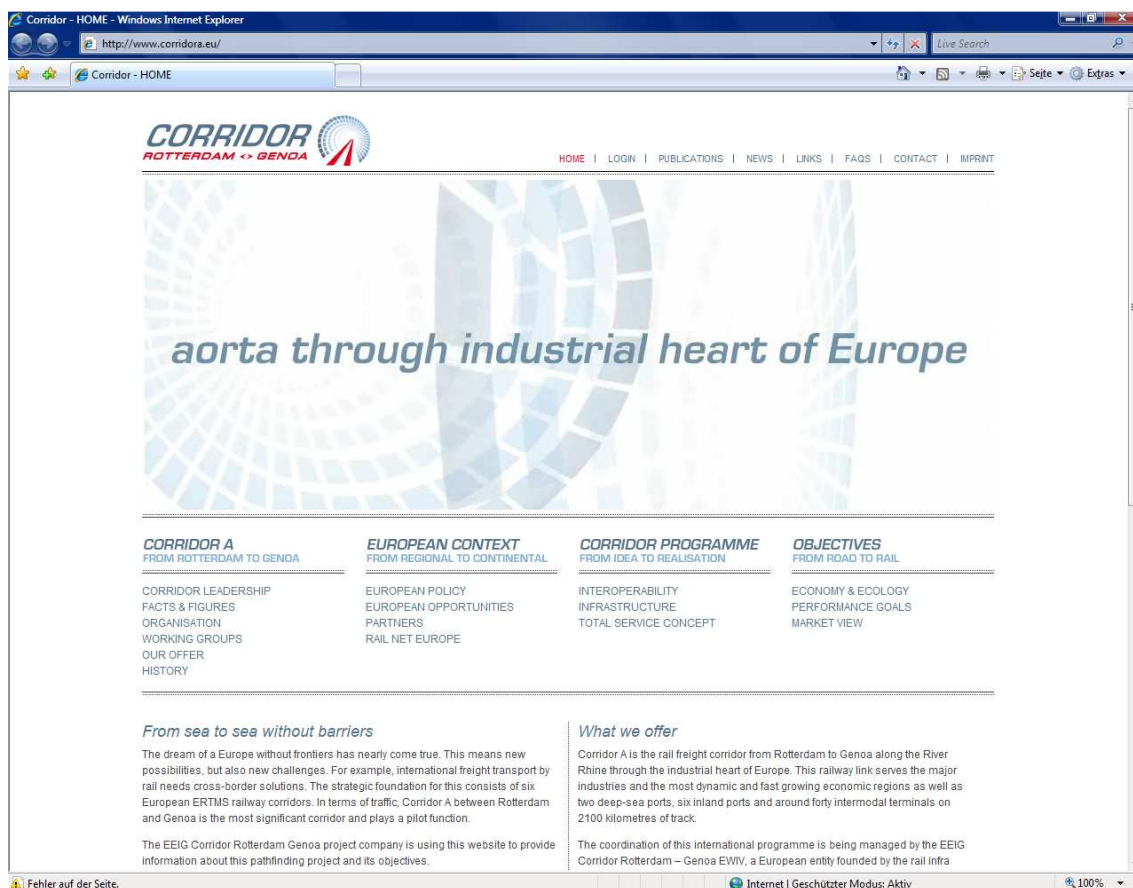 Corridor - HOME - Windows Internet Explorer
http://www.corridora.eu/
Live Search
Corridor - HOME
Seite
Extras
CORRIDOR
ROTTERDAM <> GENOA
HOME | LOGIN | PUBLICATIONS | NEWS | LINKS | FAQS | CONTACT | IMPRINT
aorta through industrial heart of Europe
CORRIDOR A
FROM ROTTERDAM TO GENOA
CORRIDOR LEADERSHIP
FACTS & FIGURES
ORGANISATION
WORKING GROUPS
OUR OFFER
HISTORY
EUROPEAN CONTEXT
FROM REGIONAL TO CONTINENTAL
EUROPEAN POLICY
EUROPEAN OPPORTUNITIES
PARTNERS
RAIL NET EUROPE
CORRIDOR PROGRAMME
FROM IDEA TO REALISATION
INTEROPERABILITY
INFRASTRUCTURE
TOTAL SERVICE CONCEPT
OBJECTIVES
FROM ROAD TO RAIL
ECONOMY & ECOLOGY
PERFORMANCE GOALS
MARKET VIEW
From sea to sea without barriers
The dream of a Europe without frontiers has nearly come true. This means new
possibilities, but also new challenges. For example, international freight transport by
rail needs cross-border solutions. The strategic foundation for this consists of six
European ERTMS railway corridors. In terms of traffic, Corridor A between Rotterdam
and Genoa is the most significant corridor and plays a pilot function.
The EEIG Corridor Rotterdam Genoa project company is using this website to provide
information about this pathfinding project and its objectives.
What we offer
Corridor A is the rail freight corridor from Rotterdam to Genoa along the River
Rhine through the industrial heart of Europe. This railway link serves the major
industries and the most dynamic and fast growing economic regions as well as
two deep-sea ports, six inland ports and around forty intermodal terminals on
2100 kilometres of track.
The coordination of this international programme is being managed by the EEIG
Corridor Rotterdam – Genoa EWIV, a European entity founded by the rail infra
Fehler auf der Seite.
Internet | Geschützter Modus: Aktiv
100%